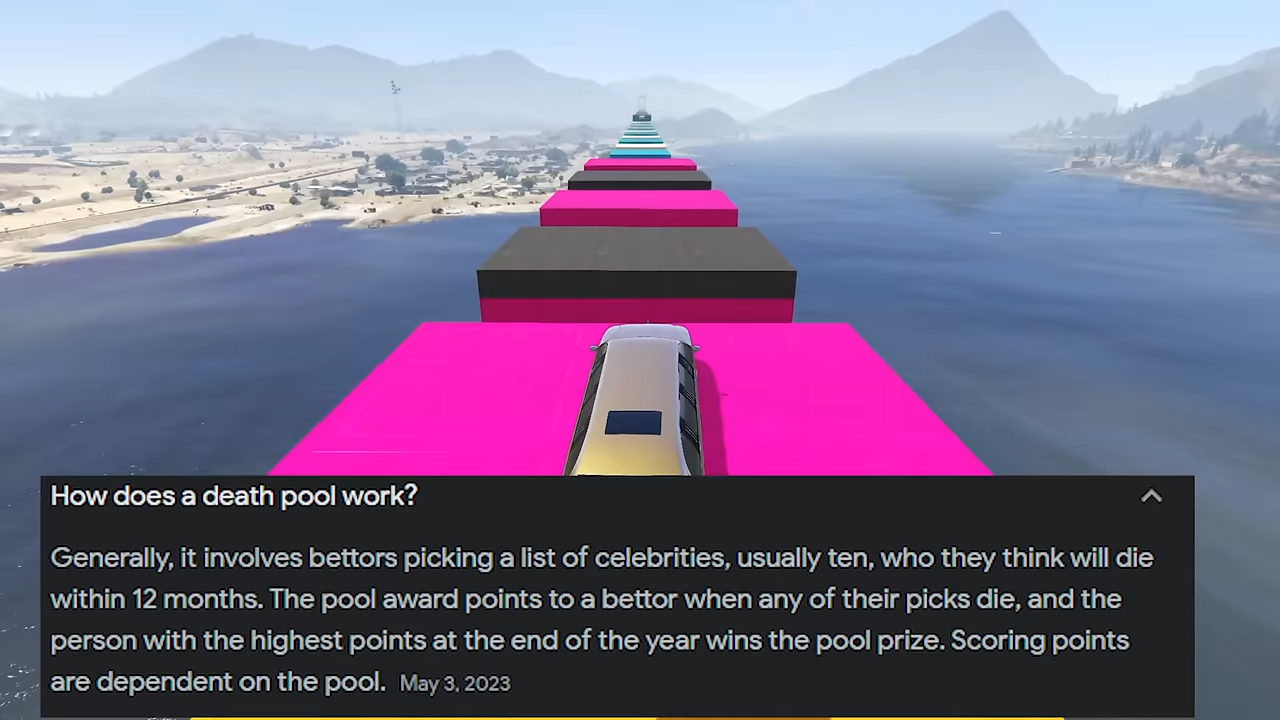 How does a death pool work?
Generally, it involves bettors picking a list of celebrities, usually ten, who they think will die
within 12 months. The pool award points to a bettor when any of their picks die, and the
person with the highest points at the end of the year wins the pool prize. Scoring points
are dependent on the pool. May 3, 2023